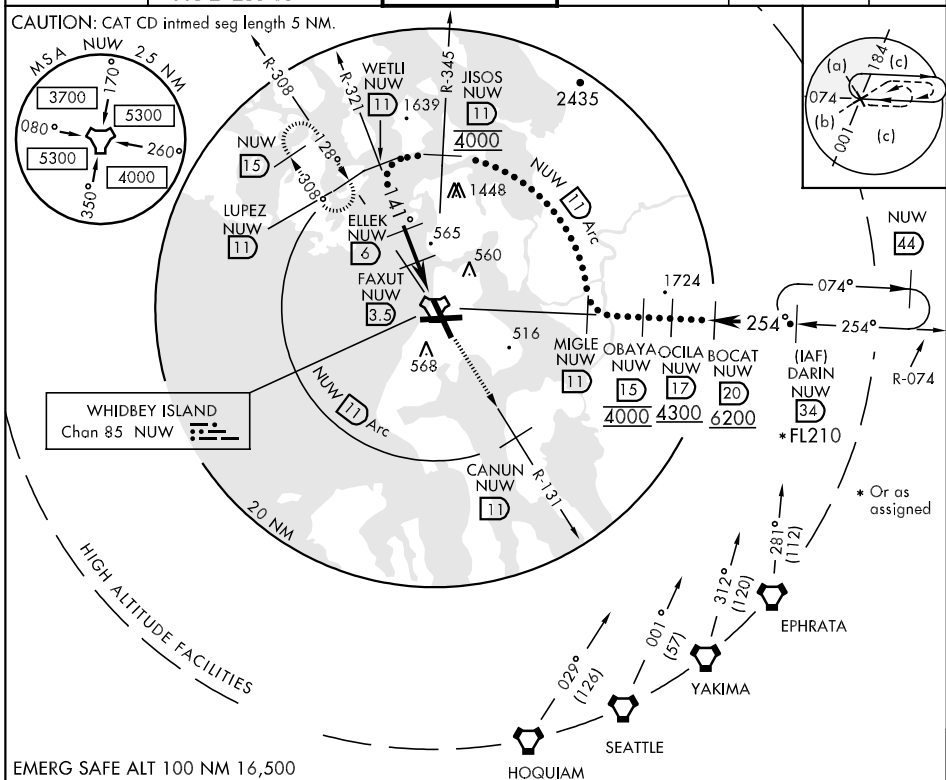 CAUTION: CAT CD intmed seg length 5 NM.
MSA NUW 25 NM
3700
170°
5300
080°
260°
5300
4000
350°
R-308
R-321
R-345
WETLI
NUW
11
1639
JISOS
NUW
11
4000
2435
NUW
15
128°
308°
141°
1448
NUW 11 Arc
LUPEZ
NUW
11
ELLEK
NUW
6
565
560
FAXUT
NUW
3.5
1724
516
568
MIGLE
NUW
11
OBAYA
NUW
15
4000
OCILA
NUW
17
4300
BOCAT
NUW
20
6200
254°
(IAF)
DARIN
NUW
34
* FL210
074°
254°
NUW
44
R-074
(a)
184
(c)
074
(b)
001
(c)
WHIDBEY ISLAND
Chan 85 NUW
NUW 11 Arc
CANUN
NUW
11
R-131
20 NM
* Or as
assigned
HIGH ALTITUDE FACILITIES
029°
(126)
001°
(57)
312°
(120)
281°
(112)
EPHRATA
YAKIMA
SEATTLE
HOQUIAM
EMERG SAFE ALT 100 NM 16,500